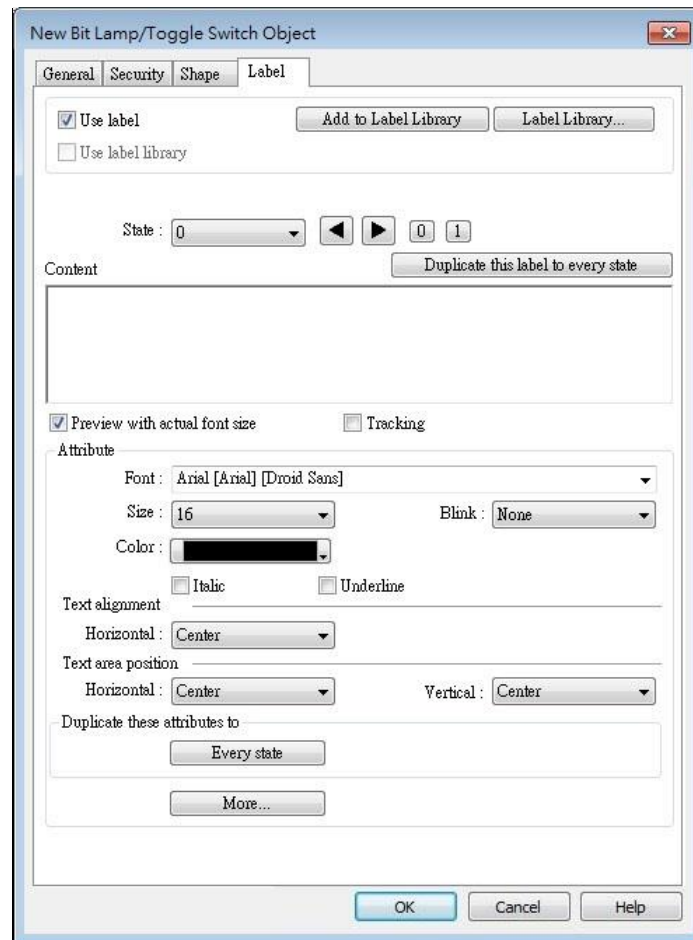 New Bit Lamp/Toggle Switch Object
General Security Shape Label
Use label Add to Label Library Label Library...
Use label library
State : 0 0 1
Duplicate this label to every state
Content
Preview with actual font size Tracking
Attribute
Font : Arial [Arial] [Droid Sans]
Size : 16 Blink : None
Color :
Italic Underline
Text alignment
Horizontal : Center
Text area position
Horizontal : Center Vertical : Center
Duplicate these attributes to
Every state
More...
OK Cancel Help